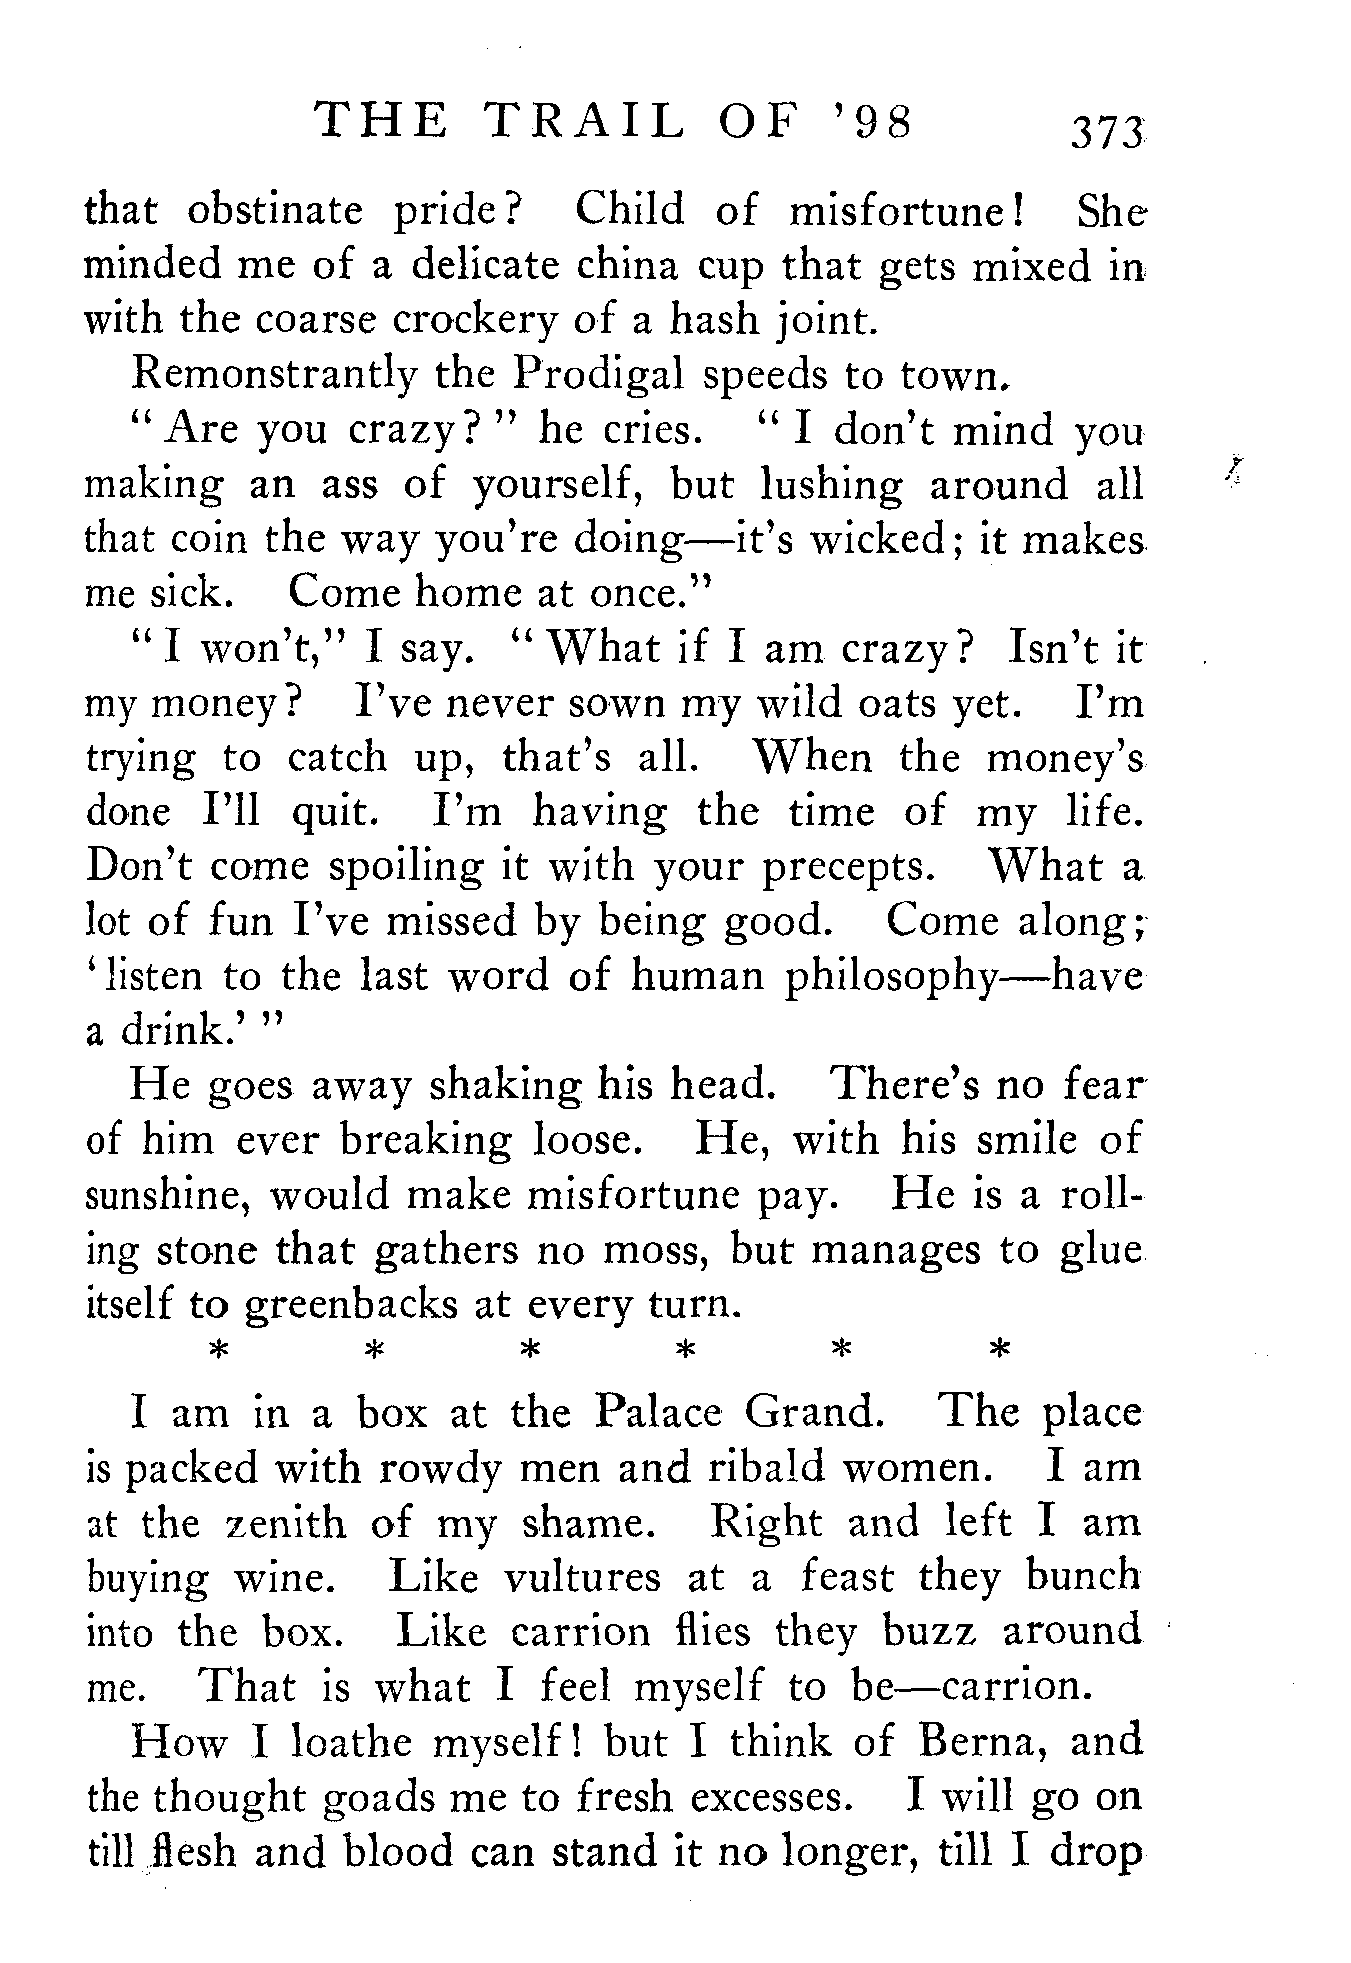 THE TRAIL OF '98 373
that obstinate pride? Child of misfortune! She
minded me of a delicate china cup that gets mixed in
with the coarse crockery of a hash joint.
Remonstrantly the Prodigal speeds to town.
"Are you crazy?" he cries. "I don't mind you
making an ass of yourself, but lushing around all
that coin the way you're doing—it's wicked; it makes
me sick. Come home at once."
"I won't," I say. "What if I am crazy? Isn't it
my money? I've never sown my wild oats yet. I'm
trying to catch up, that's all. When the money's
done I'll quit. I'm having the time of my life.
Don't come spoiling it with your precepts. What a
lot of fun I've missed by being good. Come along;
'listen to the last word of human philosophy—have
a drink.'"
He goes away shaking his head. There's no fear
of him ever breaking loose. He, with his smile of
sunshine, would make misfortune pay. He is a roll-
ing stone that gathers no moss, but manages to glue
itself to greenbacks at every turn.
* * * * * *
I am in a box at the Palace Grand. The place
is packed with rowdy men and ribald women. I am
at the zenith of my shame. Right and left I am
buying wine. Like vultures at a feast they bunch
into the box. Like carrion flies they buzz around
me. That is what I feel myself to be—carrion.
How I loathe myself! but I think of Berna, and
the thought goads me to fresh excesses. I will go on
till flesh and blood can stand it no longer, till I drop